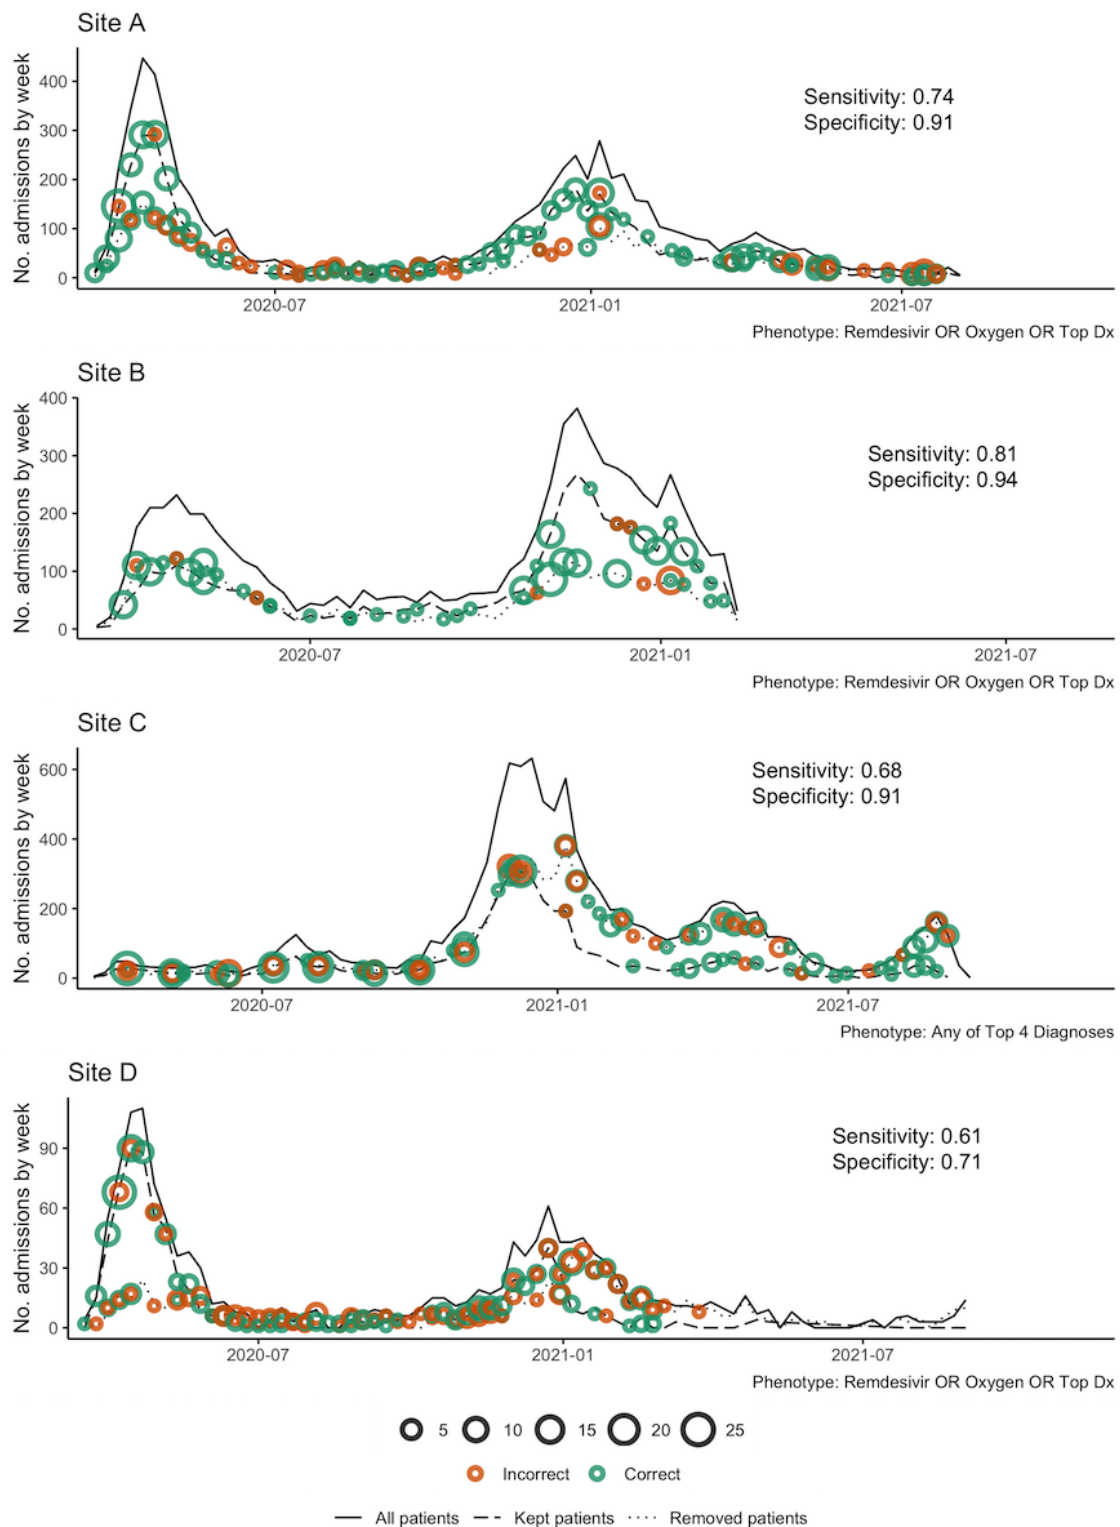 Site A
No. admissions by week
400
300
200
100
0
Sensitivity: 0.74
Specificity: 0.91
2020-07 2021-01 2021-07
Phenotype: Remdesivir OR Oxygen OR Top Dx
Site B
No. admissions by week
400
300
200
100
0
Sensitivity: 0.81
Specificity: 0.94
2020-07 2021-01 2021-07
Phenotype: Remdesivir OR Oxygen OR Top Dx
Site C
No. admissions by week
600
400
200
0
Sensitivity: 0.68
Specificity: 0.91
2020-07 2021-01 2021-07
Phenotype: Any of Top 4 Diagnoses
Site D
No. admissions by week
90
60
30
0
Sensitivity: 0.61
Specificity: 0.71
2020-07 2021-01 2021-07
Phenotype: Remdesivir OR Oxygen OR Top Dx
5 10 15 20 25
Incorrect Correct
All patients Kept patients Removed patients